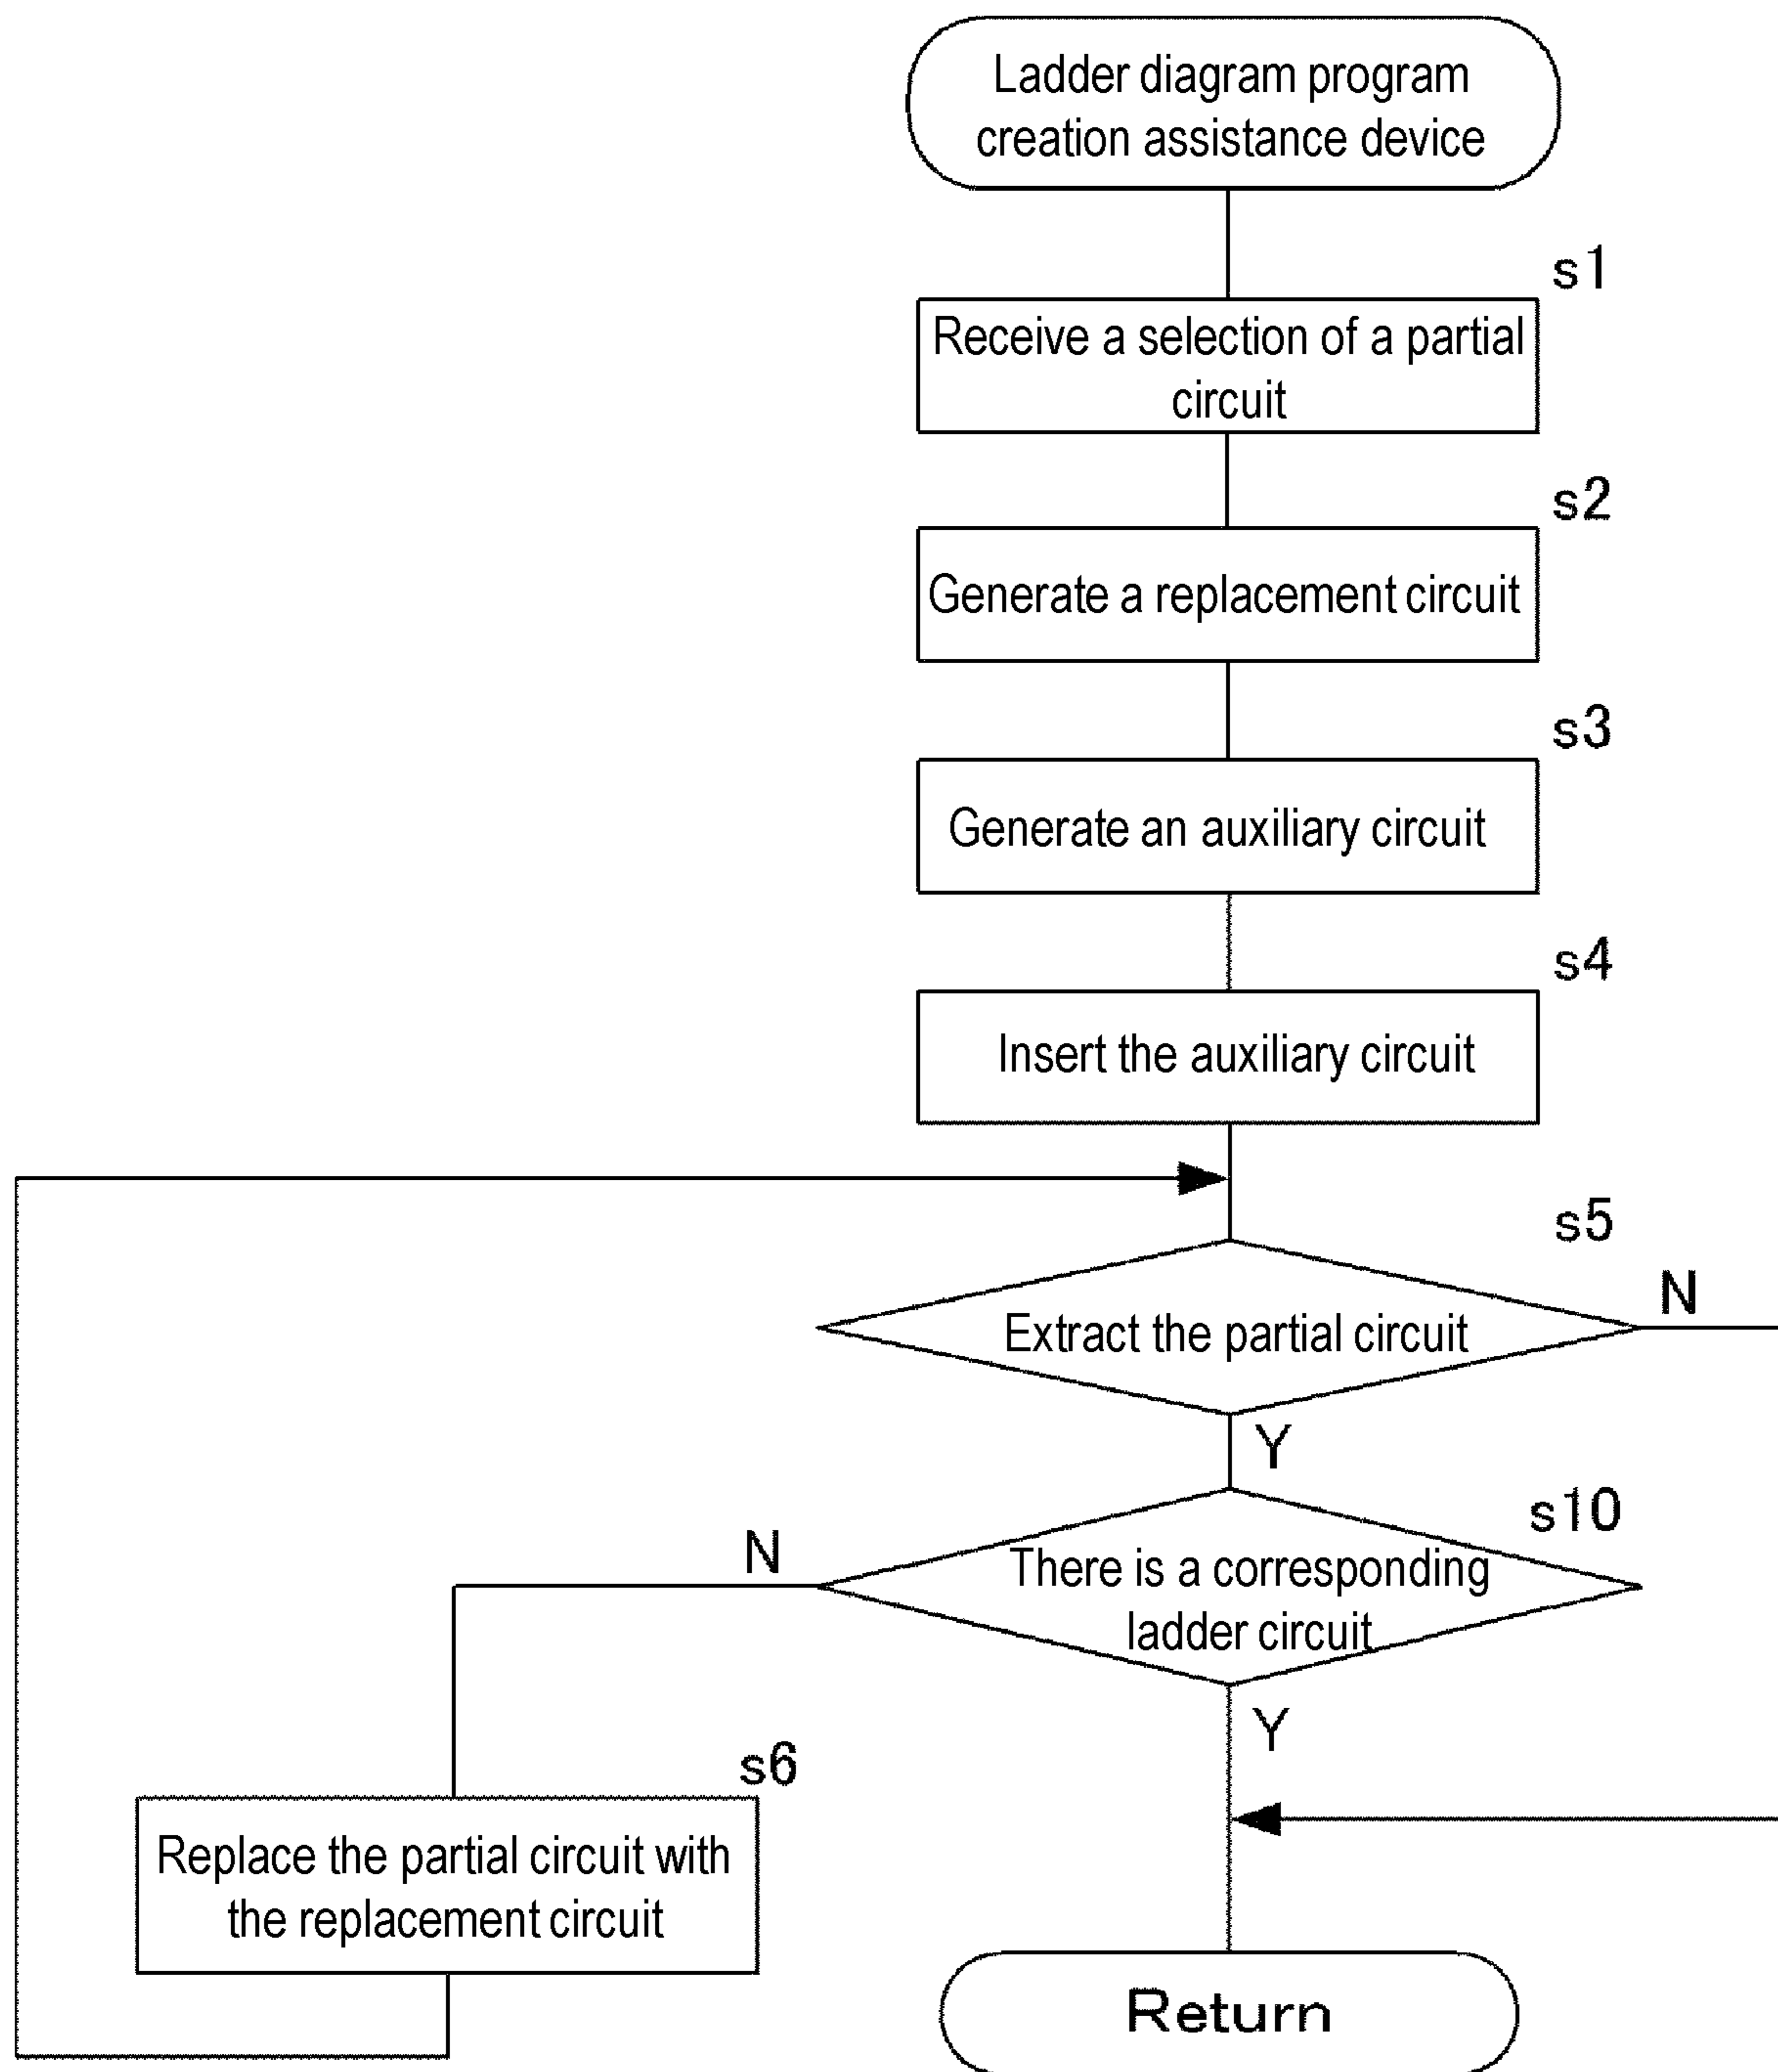 Ladder diagram program
creation assistance device
s1
Receive a selection of a partial
circuit
s2
Generate a replacement circuit
s3
Generate an auxiliary circuit
s4
Insert the auxiliary circuit
s5
Extract the partial circuit
N
Y
s10
There is a corresponding
ladder circuit
N
Y
s6
Replace the partial circuit with
the replacement circuit
Return